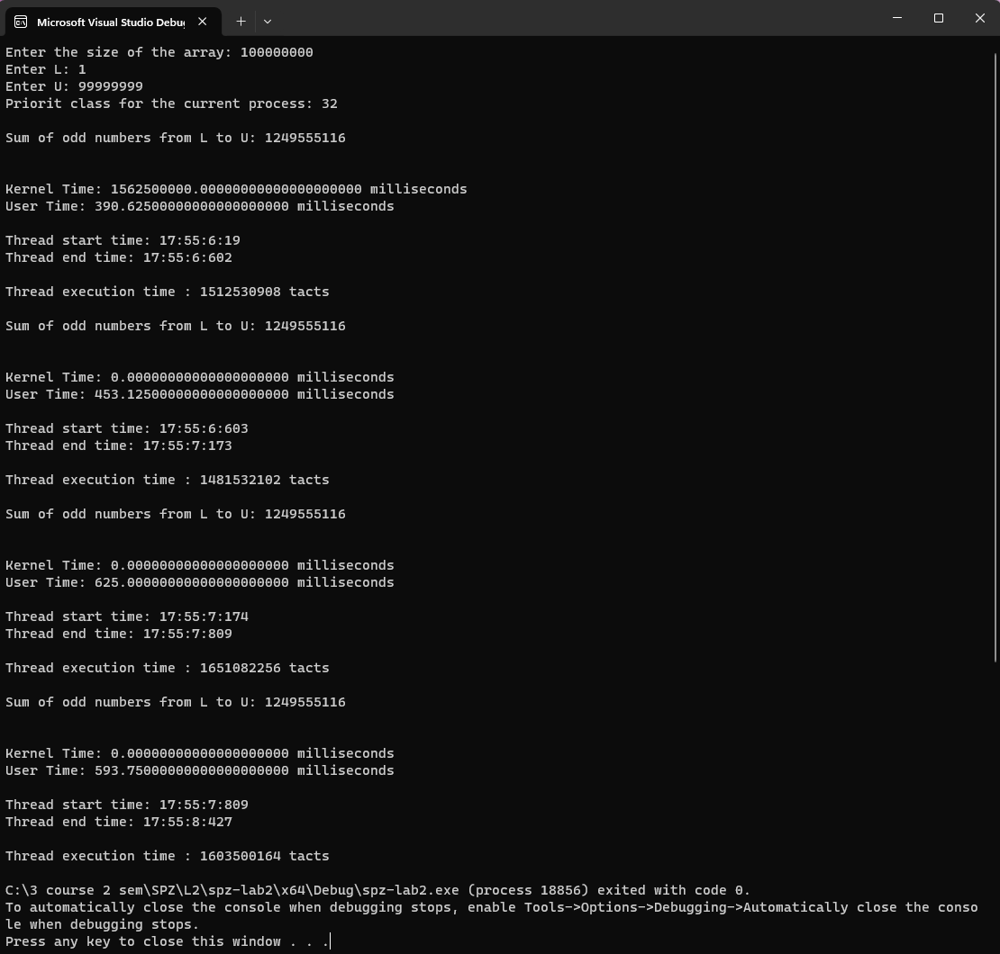 Microsoft Visual Studio Debu
Enter the size of the array: 100000000
Enter L: 1
Enter U: 99999999
Priorit class for the current process: 32
Sum of odd numbers from L to U: 1249555116
Kernel Time: 1562500000.00000000000000000000 milliseconds
User Time: 390.62500000000000000000 milliseconds
Thread start time: 17:55:6:19
Thread end time: 17:55:6:602
Thread execution time : 1512530908 tacts
Sum of odd numbers from L to U: 1249555116
Kernel Time: 0.00000000000000000000 milliseconds
User Time: 453.12500000000000000000 milliseconds
Thread start time: 17:55:6:603
Thread end time: 17:55:7:173
Thread execution time : 1481532102 tacts
Sum of odd numbers from L to U: 1249555116
Kernel Time: 0.00000000000000000000 milliseconds
User Time: 625.00000000000000000000 milliseconds
Thread start time: 17:55:7:174
Thread end time: 17:55:7:809
Thread execution time : 1651082256 tacts
Sum of odd numbers from L to U: 1249555116
Kernel Time: 0.00000000000000000000 milliseconds
User Time: 593.75000000000000000000 milliseconds
Thread start time: 17:55:7:809
Thread end time: 17:55:8:427
Thread execution time : 1603500164 tacts
C:\3 course 2 sem\SPZ\L2\spz-lab2\x64\Debug\spz-lab2.exe (process 18856) exited with code 0.
To automatically close the console when debugging stops, enable Tools->Options->Debugging->Automatically close the conso
le when debugging stops.
Press any key to close this window . . .